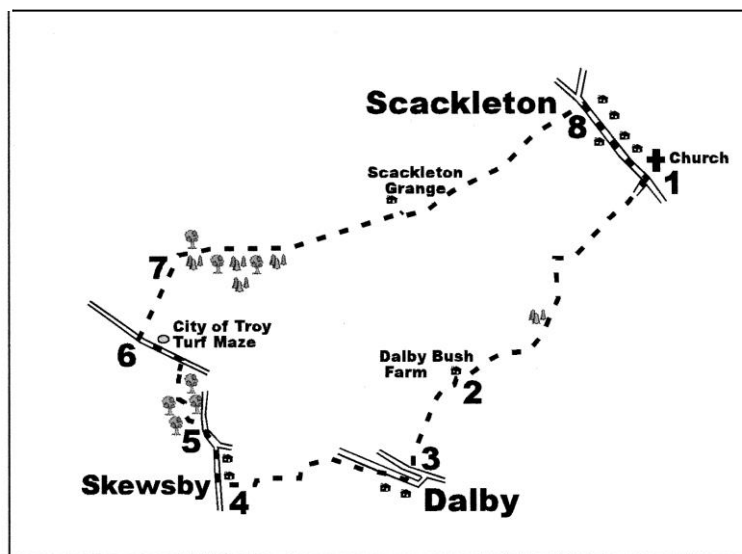 Scackleton
8
Church
1
Scackleton
Grange
7
City of Troy
Turf Maze
6
Dalby Bush
Farm
2
5
3
Skewsby
4
Dalby